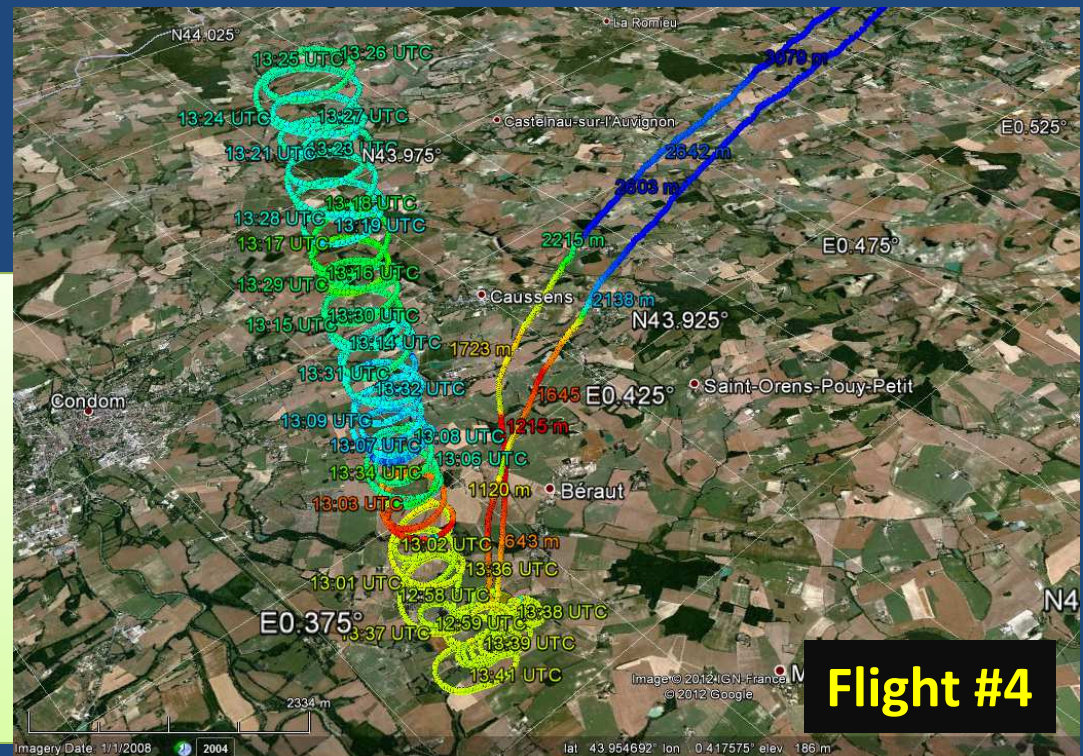 La Romieu
N44.025°
13:26 UTC
13:25 UTC
3079 m
13:24 UTC
13:27 UTC
Castelnau-sur-l'Auvignon
E0.525°
13:21 UTC
13:23 UTC
N43.975°
2842 m
2603 m
13:18 UTC
13:28 UTC
13:19 UTC
13:17 UTC
2215 m
E0.475°
13:16 UTC
13:29 UTC
Caussens
2138 m
13:15 UTC
13:30 UTC
N43.925°
13:14 UTC
1723 m
13:31 UTC
13:32 UTC
1645
E0.425°
Saint-Orens-Pouy-Petit
Condom
13:09 UTC
13:08 UTC
1215 m
13:07 UTC
13:06 UTC
13:34 UTC
1120 m
Béraut
13:03 UTC
13:02 UTC
643 m
13:36 UTC
13:01 UTC
12:58 UTC
N4
13:38 UTC
E0.375°
12:59 UTC
13:37 UTC
13:39 UTC
13:41 UTC
M
Image © 2012 IGN-France
© 2012 Google
Flight #4
2334 m
Imagery Date: 1/1/2008
2004
lat 43.954692° lon 0.417575° elev 186 m